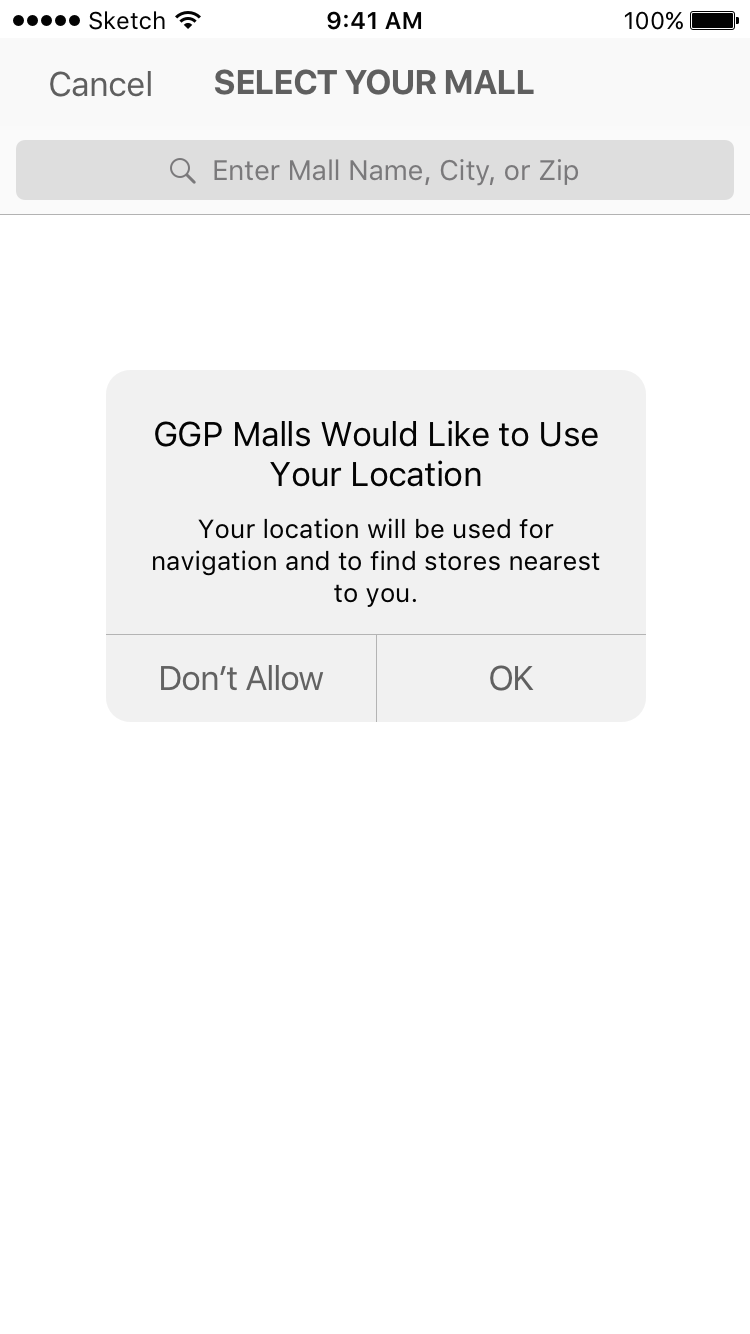 Sketch 9:41 AM 100%
Cancel SELECT YOUR MALL
Enter Mall Name, City, or Zip
GGP Malls Would Like to Use
Your Location
Your location will be used for
navigation and to find stores nearest
to you.
Don’t Allow OK